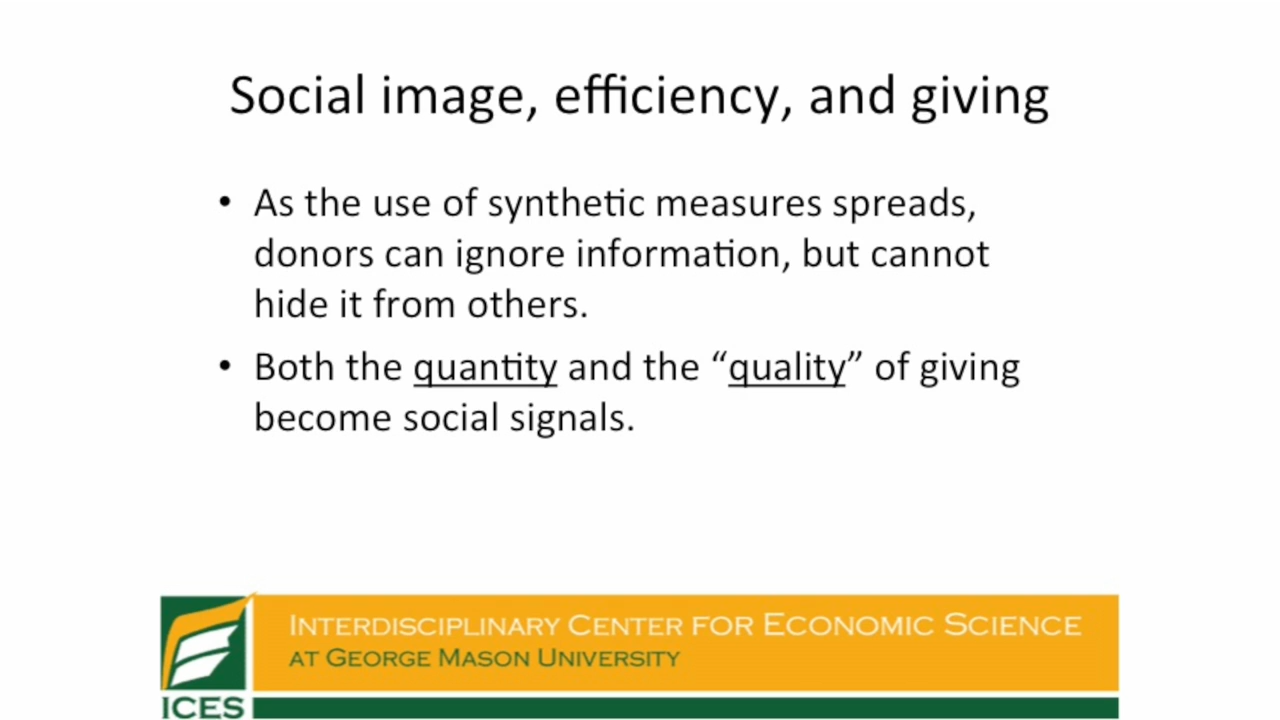 Social image, efficiency, and giving
• As the use of synthetic measures spreads,
donors can ignore information, but cannot
hide it from others.
• Both the quantity and the “quality” of giving
become social signals.
INTERDISCIPLINARY CENTER FOR ECONOMIC SCIENCE
AT GEORGE MASON UNIVERSITY
ICES